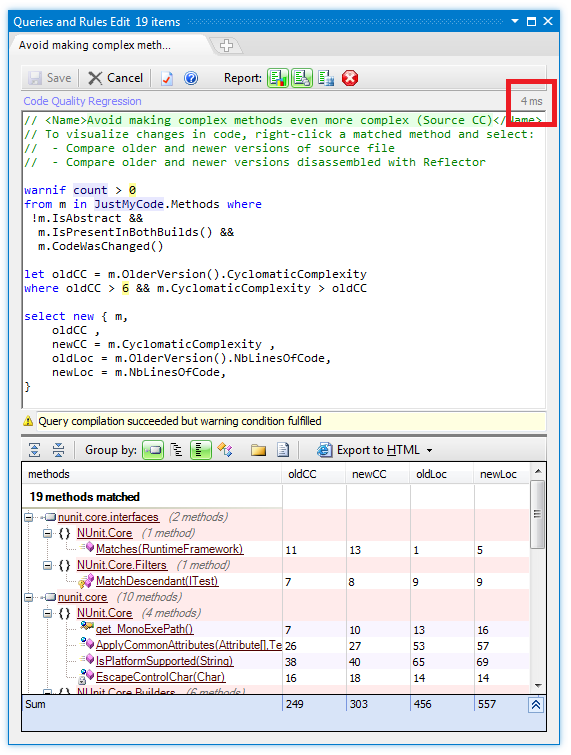 Queries and Rules Edit 19 items
Avoid making complex meth...
Save Cancel Report:
Code Quality Regression 4 ms
// <Name>Avoid making complex methods even more complex (Source CC)</Name>
// To visualize changes in code, right-click a matched method and select:
//  - Compare older and newer versions of source file
//  - Compare older and newer versions disassembled with Reflector
warnif count > 0
from m in JustMyCode.Methods where
!m.IsAbstract &&
m.IsPresentInBothBuilds() &&
m.CodeWasChanged()
let oldCC = m.OlderVersion().CyclomaticComplexity
where oldCC > 6 && m.CyclomaticComplexity > oldCC
select new { m,
oldCC ,
newCC = m.CyclomaticComplexity ,
oldLoc = m.OlderVersion().NbLinesOfCode,
newLoc = m.NbLinesOfCode,
}
Query compilation succeeded but warning condition fulfilled
Group by: Export to HTML
methods oldCC newCC oldLoc newLoc
19 methods matched
nunit.core.interfaces (2 methods)
{ } NUnit.Core (1 method)
Matches(RuntimeFramework) 11 13 1 5
{ } NUnit.Core.Filters (1 method)
MatchDescendant(ITest) 7 8 9 9
nunit.core (10 methods)
{ } NUnit.Core (4 methods)
get_MonoExePath() 7 10 13 16
ApplyCommonAttributes(Attribute[],Te 26 27 53 57
IsPlatformSupported(String) 38 40 65 69
EscapeControlChar(Char) 16 18 14 14
{ } NUnit.Core.Builders (6 methods)
Sum 249 303 456 557